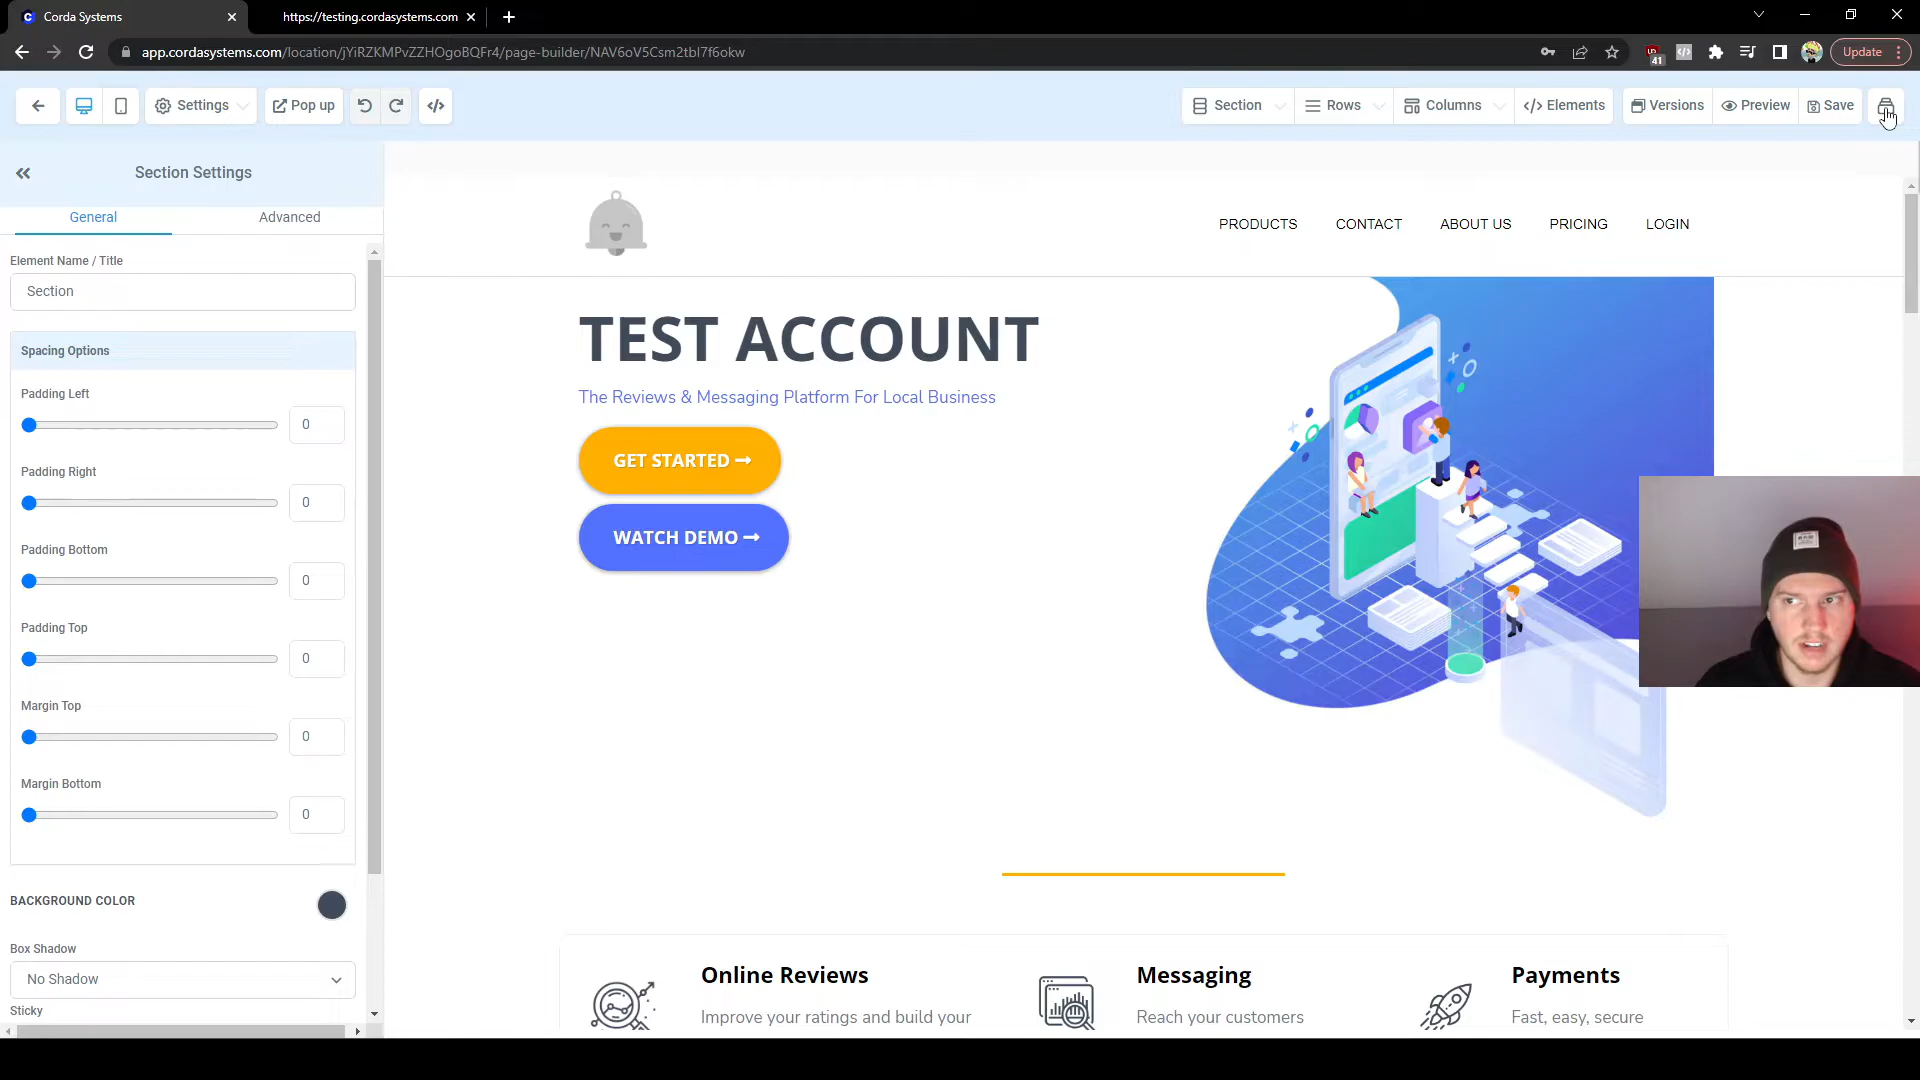 Corda Systems
https://testing.cordasystems.com
app.cordasystems.com/location/jYiRZKMPvZZHOgoBQFr4/page-builder/NAV6oV5Csm2tbl7f6okw
41
Update
Settings
Pop up
Section
Rows
Columns
</> Elements
Versions
Preview
Save
Section Settings
General
Advanced
Element Name / Title
Section
Spacing Options
Padding Left
0
Padding Right
0
Padding Bottom
0
Padding Top
0
Margin Top
0
Margin Bottom
0
BACKGROUND COLOR
Box Shadow
No Shadow
Sticky
PRODUCTS
CONTACT
ABOUT US
PRICING
LOGIN
TEST ACCOUNT
The Reviews & Messaging Platform For Local Business
GET STARTED →
WATCH DEMO →
Online Reviews
Improve your ratings and build your
Messaging
Reach your customers
Payments
Fast, easy, secure